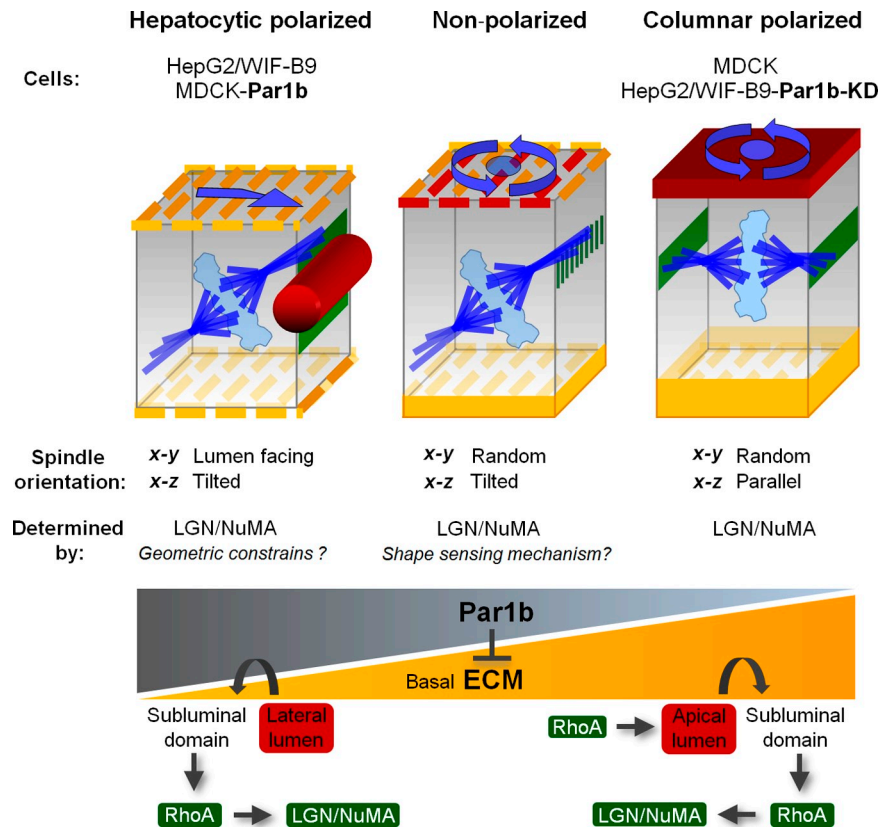 Hepatocytic polarized
Non-polarized
Columnar polarized
Cells:
HepG2/WIF-B9
MDCK-Par1b
MDCK
HepG2/WIF-B9-Par1b-KD
Spindle
orientation:
x-y Lumen facing
x-z Tilted
x-y Random
x-z Tilted
x-y Random
x-z Parallel
Determined
by:
LGN/NuMA
Geometric constrains ?
LGN/NuMA
Shape sensing mechanism?
LGN/NuMA
Par1b
Basal ECM
Subluminal
domain
Lateral
lumen
RhoA
LGN/NuMA
RhoA
Apical
lumen
Subluminal
domain
LGN/NuMA
RhoA